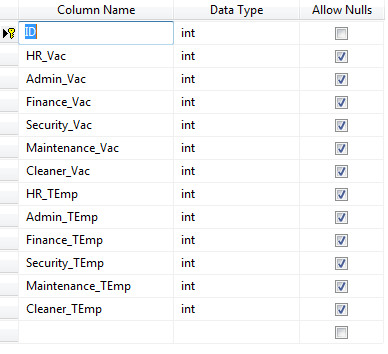 Column Name Data Type Allow Nulls
ID int
HR_Vac int
Admin_Vac int
Finance_Vac int
Security_Vac int
Maintenance_Vac int
Cleaner_Vac int
HR_TEmp int
Admin_TEmp int
Finance_TEmp int
Security_TEmp int
Maintenance_TEmp int
Cleaner_TEmp int